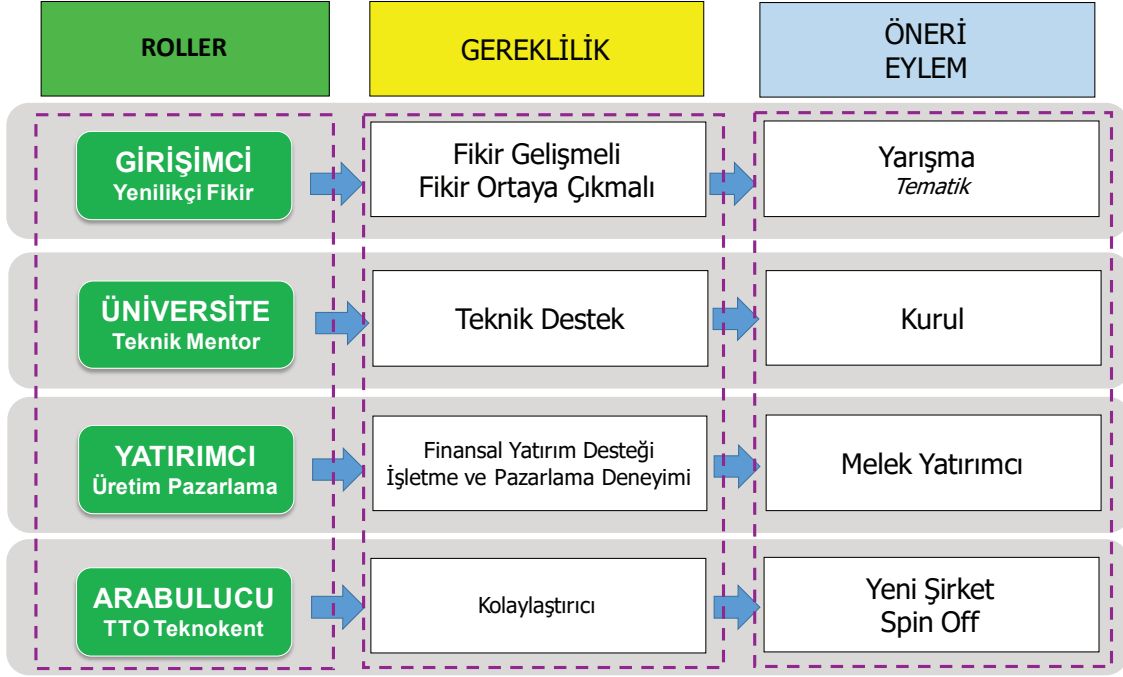 ROLLER
GEREKLİLİK
ÖNERİ
EYLEM
GİRİŞİMCİ
Yenilikçi Fikir
Fikir Gelişmeli
Fikir Ortaya Çıkmalı
Yarışma
Tematik
ÜNİVERSİTE
Teknik Mentor
Teknik Destek
Kurul
YATIRIMCI
Üretim Pazarlama
Finansal Yatırım Desteği
İşletme ve Pazarlama Deneyimi
Melek Yatırımcı
ARABULUCU
TTO Teknokent
Kolaylaştırıcı
Yeni Şirket
Spin Off